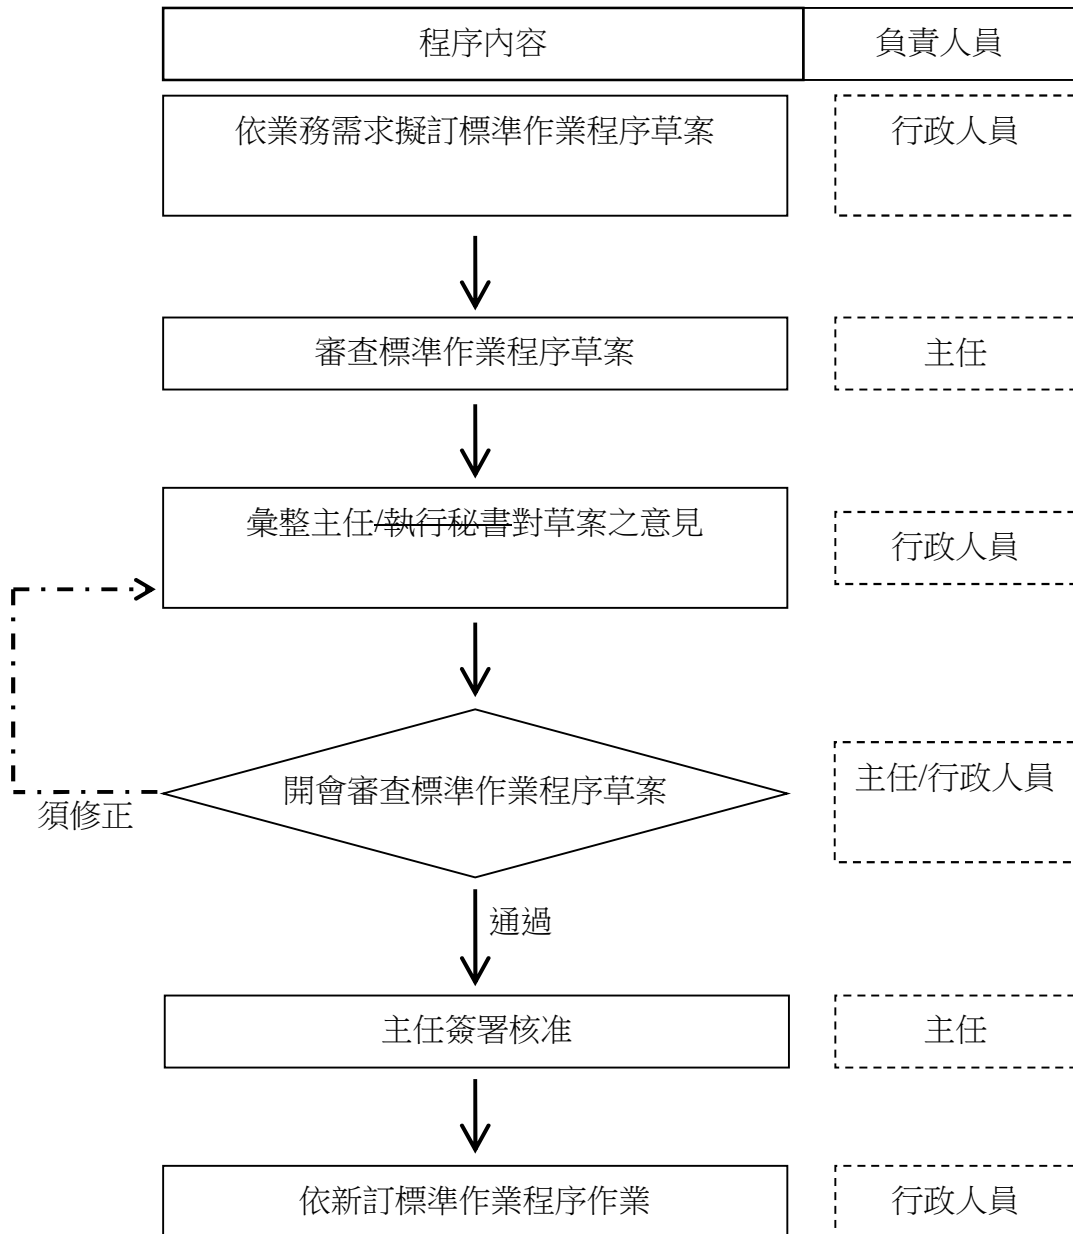 程序內容 負責人員
依業務需求擬訂標準作業程序草案 行政人員
審查標準作業程序草案 主任
彙整主任/執行秘書對草案之意見 行政人員
開會審查標準作業程序草案 主任/行政人員
須修正
通過
主任簽署核准 主任
依新訂標準作業程序作業 行政人員